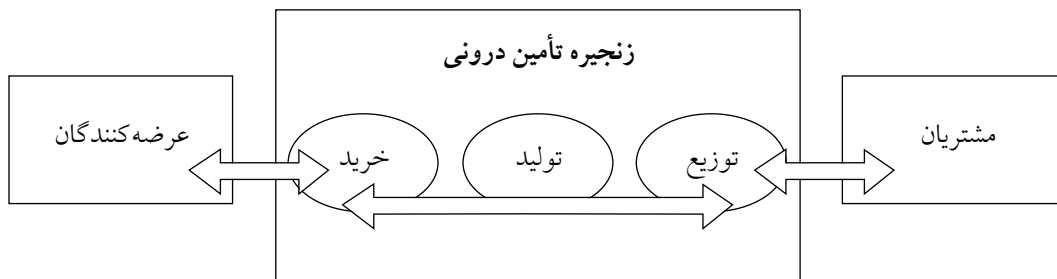 زنجیره تأمین درونی
مشتریان
توزیع
تولید
خرید
عرضه‌کنندگان